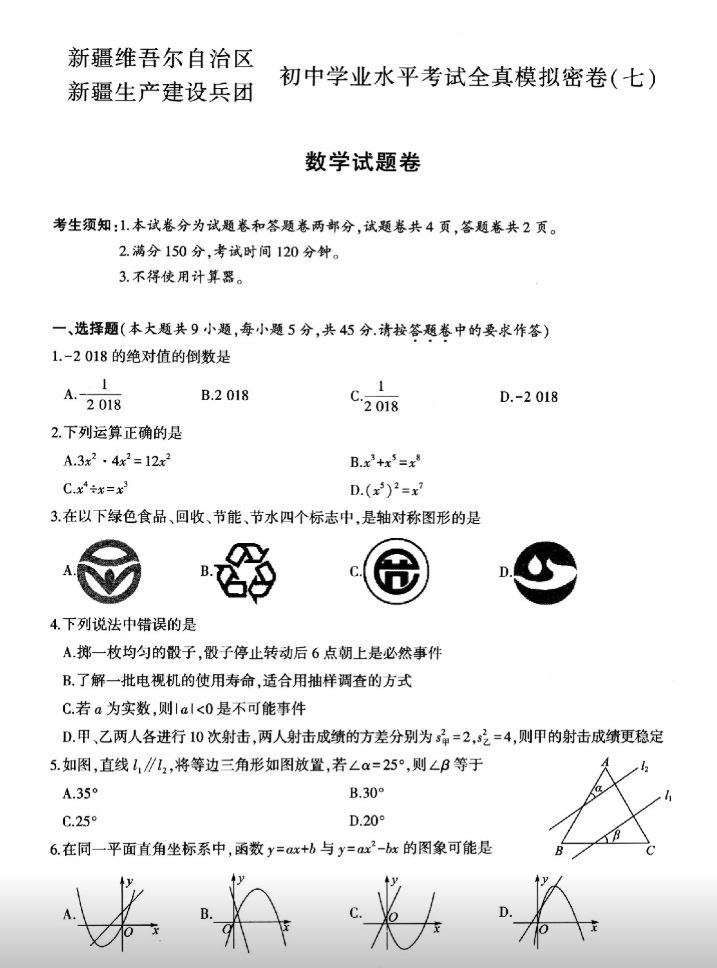 新疆维吾尔自治区
新疆生产建设兵团
初中学业水平考试全真模拟密卷(七)
数学试题卷
考生须知:1.本试卷分为试题卷和答题卷两部分,试题卷共4页,答题卷共2页。
2.满分150分,考试时间120分钟。
3.不得使用计算器。
一、选择题(本大题共9小题,每小题5分,共45分.请按答题卷中的要求作答)
1.-2 018的绝对值的倒数是
A.-1/2 018 B.2 018 C.1/2 018 D.-2 018
2.下列运算正确的是
A.3x²·4x²=12x² B.x³+x⁵=x⁸
C.x⁴÷x=x³ D.(x⁵)²=x⁷
3.在以下绿色食品、回收、节能、节水四个标志中,是轴对称图形的是
A. B. C. 节 D.
4.下列说法中错误的是
A.掷一枚均匀的骰子,骰子停止转动后6点朝上是必然事件
B.了解一批电视机的使用寿命,适合用抽样调查的方式
C.若a为实数,则|a|<0是不可能事件
D.甲、乙两人各进行10次射击,两人射击成绩的方差分别为s²甲=2,s²乙=4,则甲的射击成绩更稳定
5.如图,直线l₁∥l₂,将等边三角形如图放置,若∠α=25°,则∠β等于
A.35° B.30°
C.25° D.20°
A l₂ α l₁ β B C
6.在同一平面直角坐标系中,函数y=ax+b与y=ax²-bx的图象可能是
A. y O x B. y O x C. y O x D. y O x